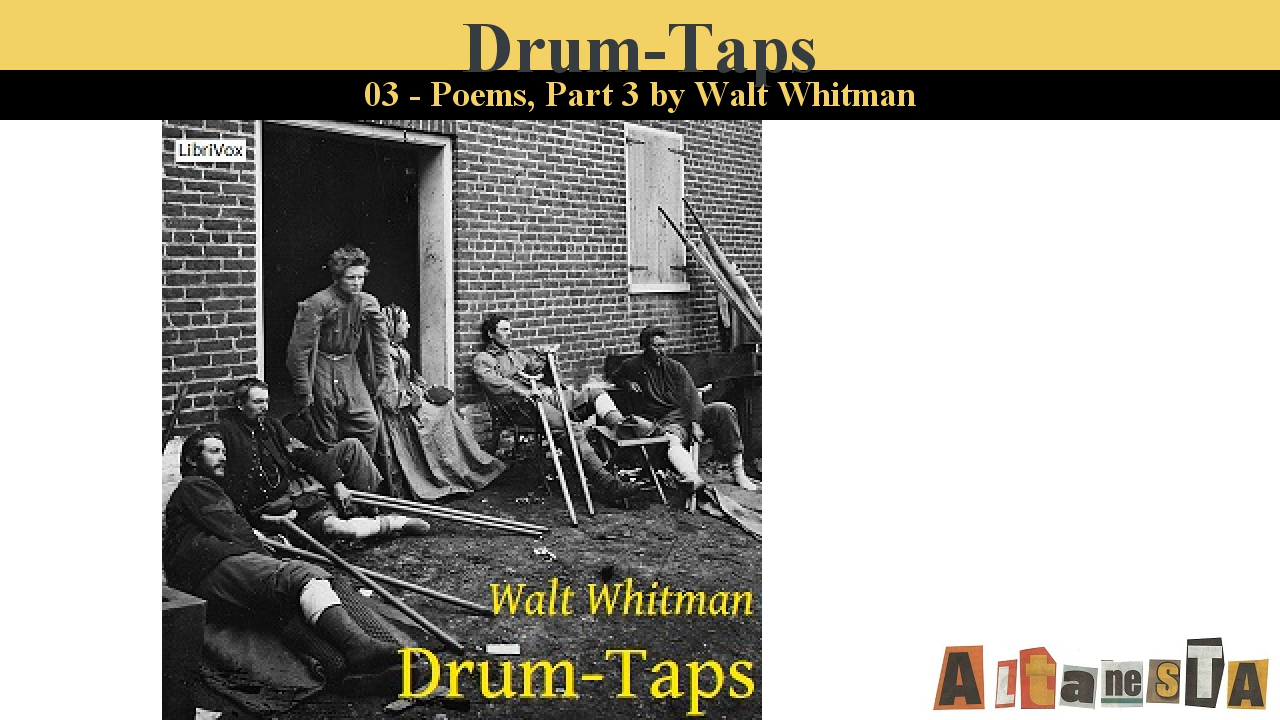 Drum-Taps
03 - Poems, Part 3 by Walt Whitman
LibriVox
Walt Whitman
Drum-Taps
AltanesTA